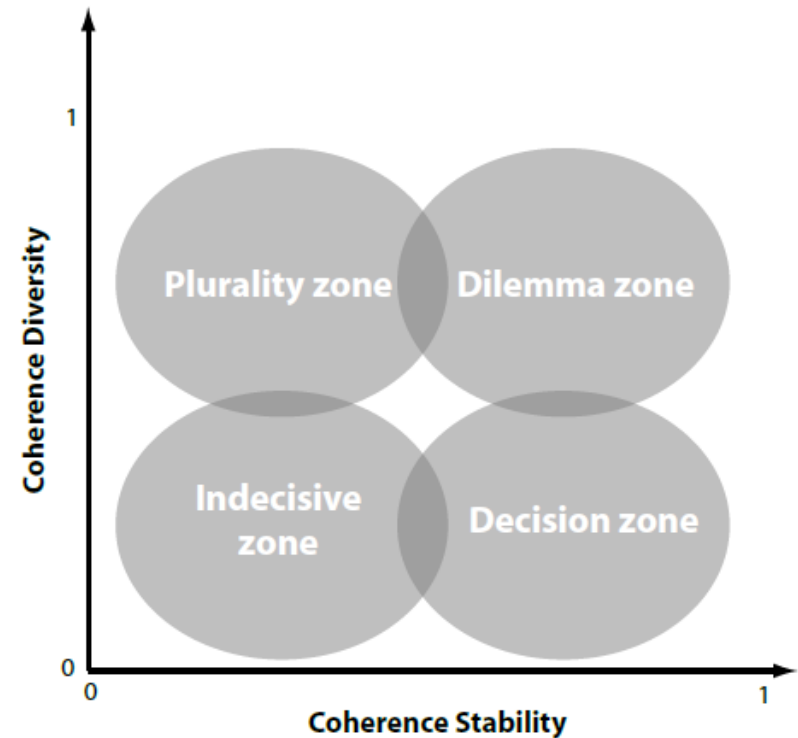 1
Coherence Diversity
Plurality zone
Dilemma zone
Indecisive
zone
Decision zone
0
0
1
Coherence Stability